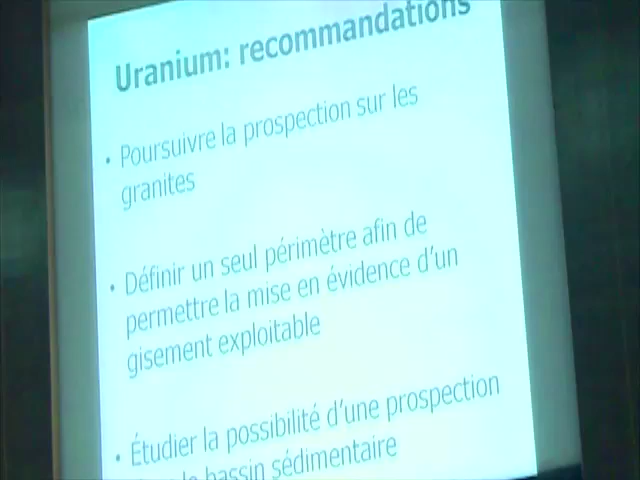 Uranium: recommandations
• Poursuivre la prospection sur les
granites
• Définir un seul périmètre afin de
permettre la mise en évidence d'un
gisement exploitable
• Étudier la possibilité d'une prospection
le bassin sédimentaire